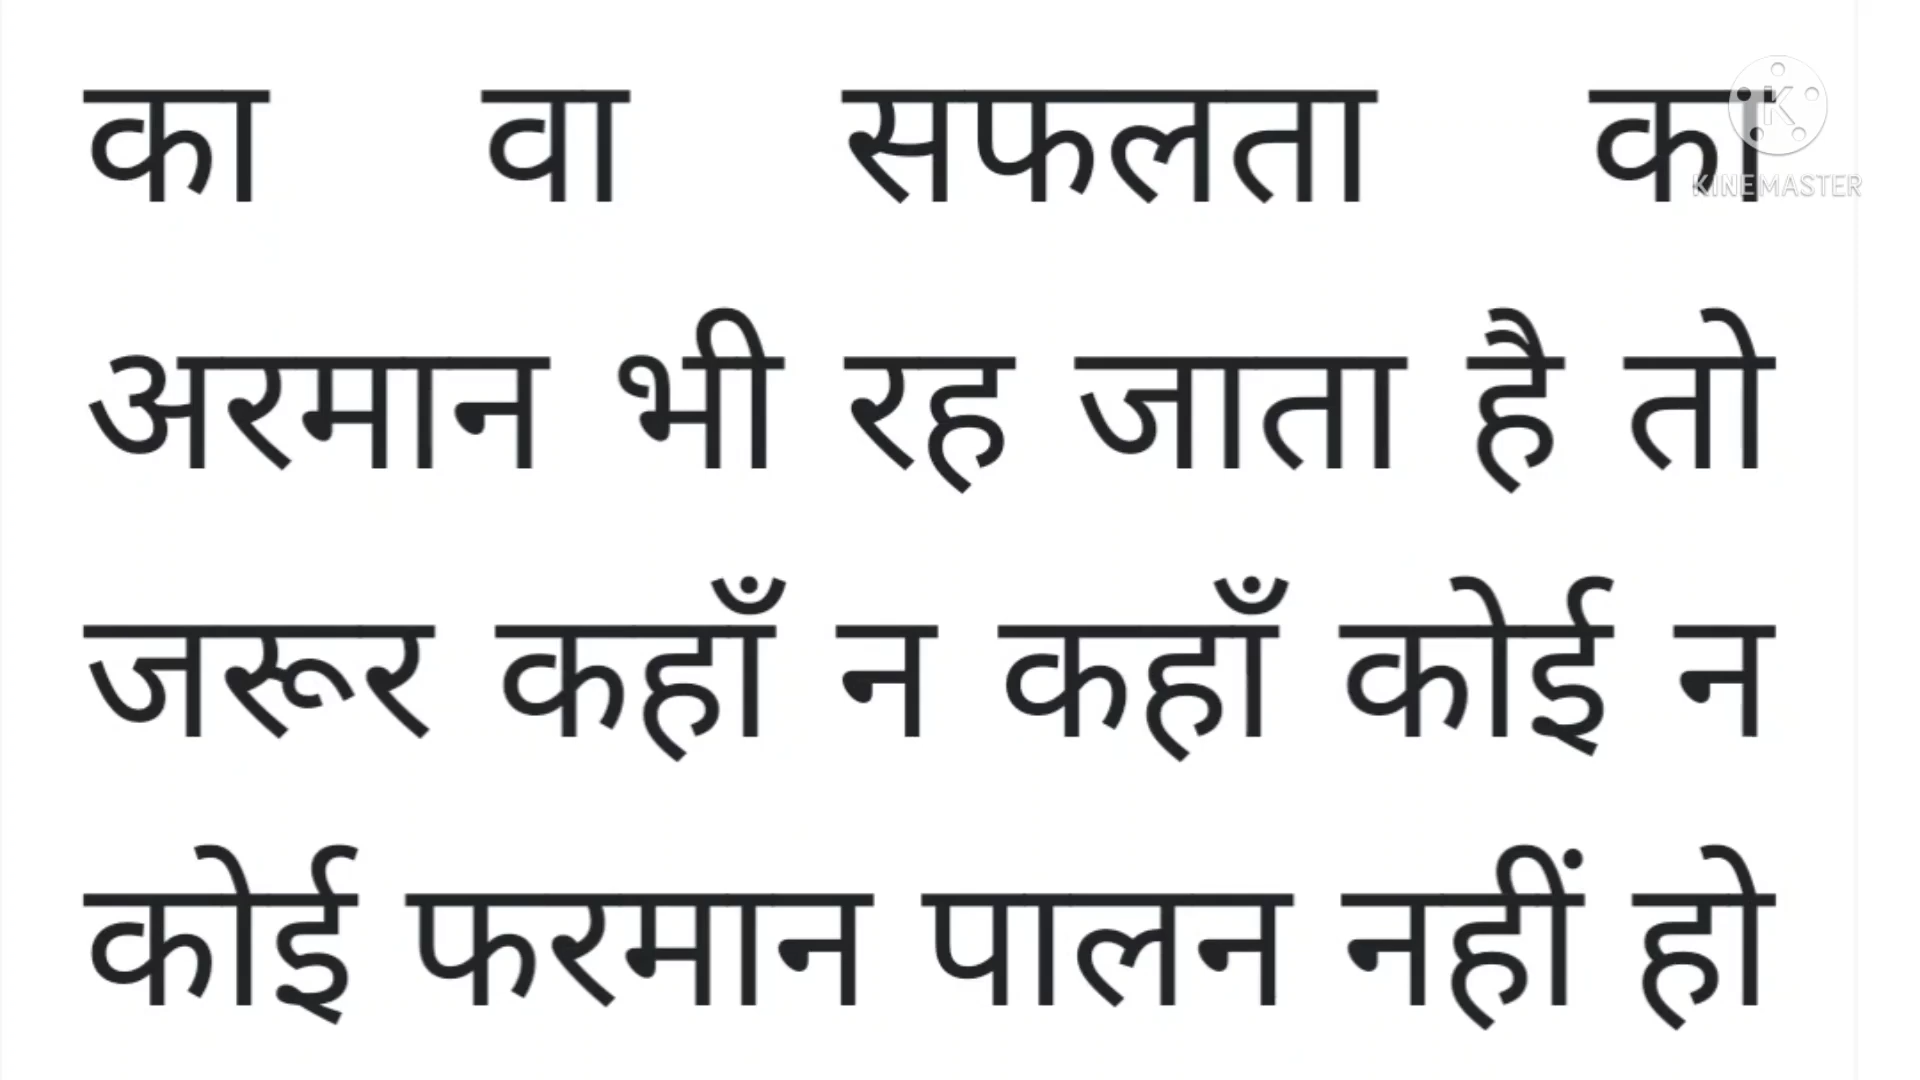 का वा सफलता का
KINEMASTER
अरमान भी रह जाता है तो
जरूर कहाँ न कहाँ कोई न
कोई फरमान पालन नहीं हो